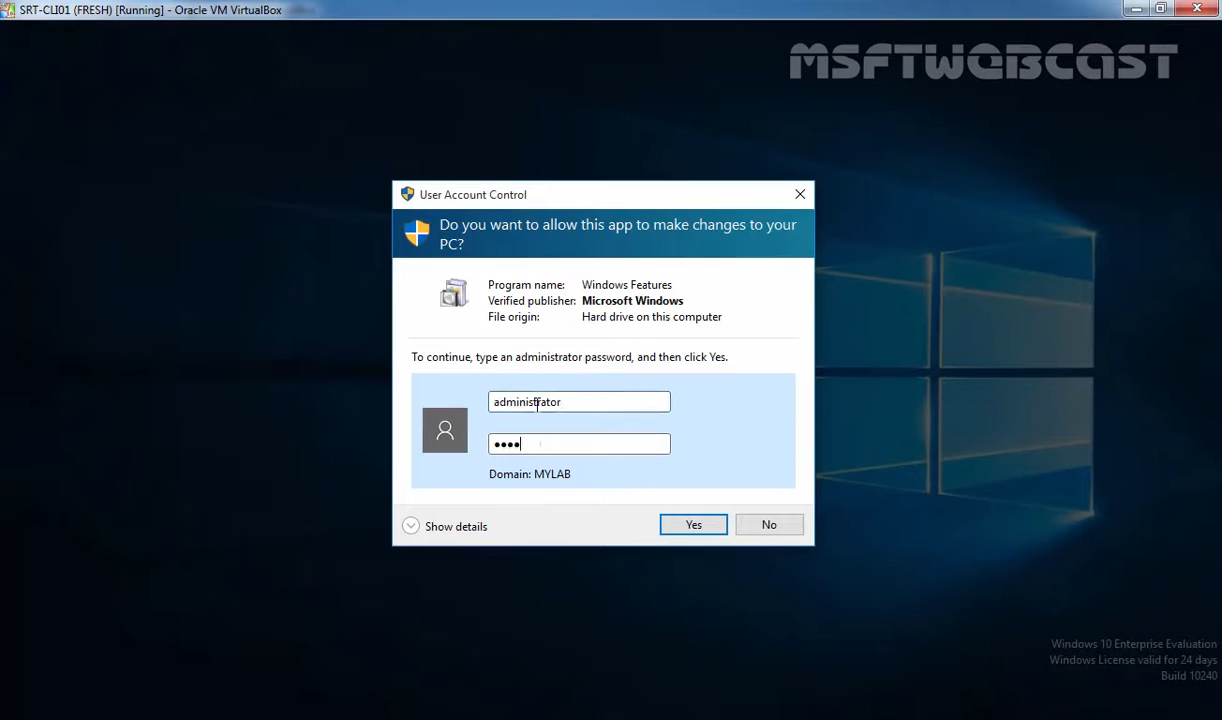 SRT-CLI01 (FRESH) [Running] - Oracle VM VirtualBox
MSFTWEBCAST
User Account Control
Do you want to allow this app to make changes to your
PC?
Program name: Windows Features
Verified publisher: Microsoft Windows
File origin: Hard drive on this computer
To continue, type an administrator password, and then click Yes.
administrator
••••
Domain: MYLAB
Show details
Yes
No
Windows 10 Enterprise Evaluation
Windows License valid for 24 days
Build 10240